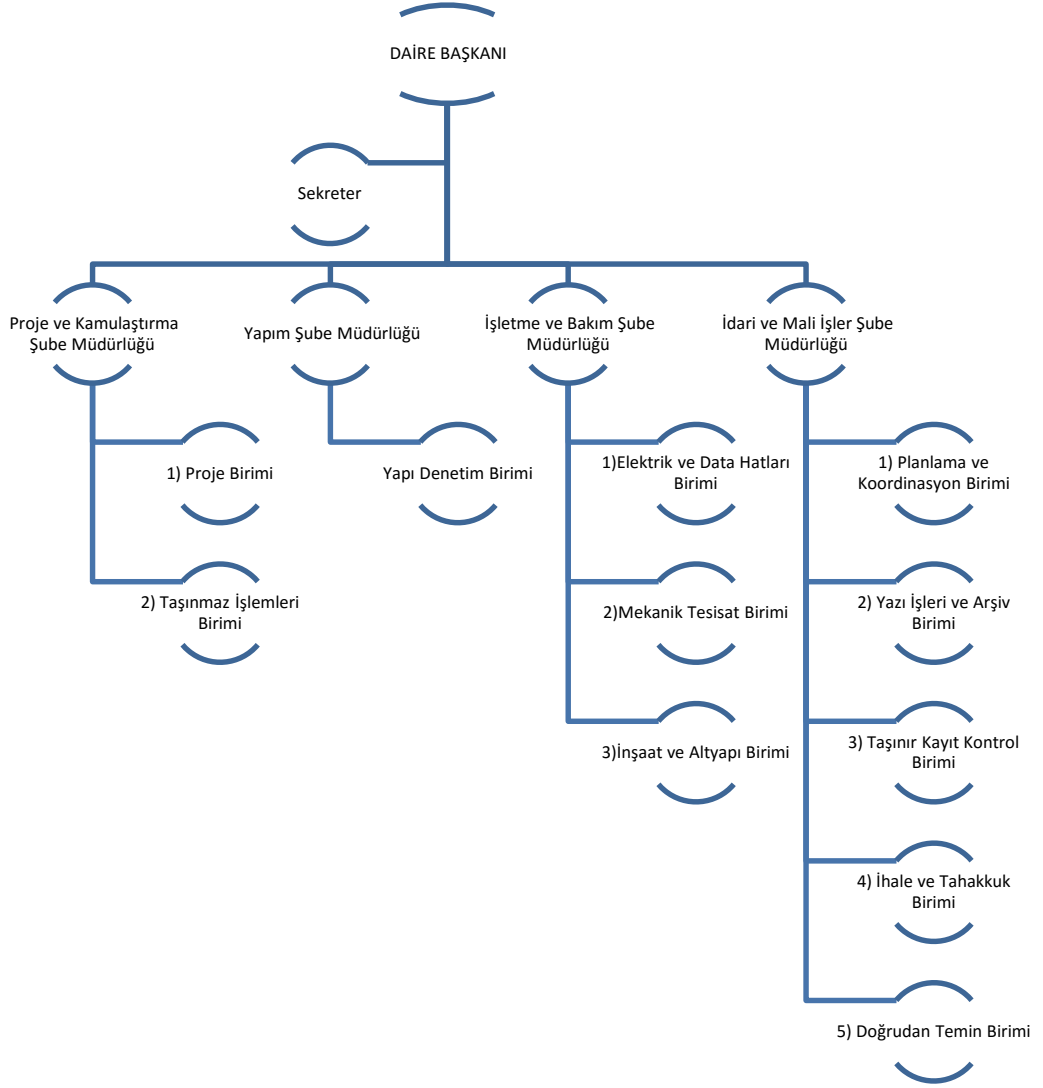 DAİRE BAŞKANI
Sekreter
Proje ve Kamulaştırma
Şube Müdürlüğü
Yapım Şube Müdürlüğü
İşletme ve Bakım Şube
Müdürlüğü
İdari ve Mali İşler Şube
Müdürlüğü
1) Proje Birimi
2) Taşınmaz İşlemleri
Birimi
Yapı Denetim Birimi
1)Elektrik ve Data Hatları
Birimi
2)Mekanik Tesisat Birimi
3)İnşaat ve Altyapı Birimi
1) Planlama ve
Koordinasyon Birimi
2) Yazı İşleri ve Arşiv
Birimi
3) Taşınır Kayıt Kontrol
Birimi
4) İhale ve Tahakkuk
Birimi
5) Doğrudan Temin Birimi